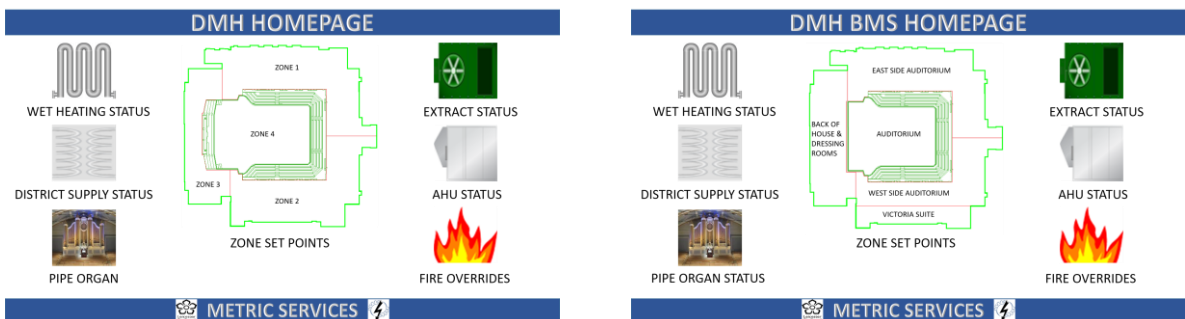 DMH HOMEPAGE
WET HEATING STATUS
DISTRICT SUPPLY STATUS
PIPE ORGAN
ZONE 1
ZONE 4
ZONE 3
ZONE 2
ZONE SET POINTS
EXTRACT STATUS
AHU STATUS
FIRE OVERRIDES
METRIC SERVICES
DMH BMS HOMEPAGE
WET HEATING STATUS
DISTRICT SUPPLY STATUS
PIPE ORGAN STATUS
EAST SIDE AUDITORIUM
BACK OF
HOUSE &
DRESSING
ROOMS
AUDITORIUM
WEST SIDE AUDITORIUM
VICTORIA SUITE
ZONE SET POINTS
EXTRACT STATUS
AHU STATUS
FIRE OVERRIDES
METRIC SERVICES